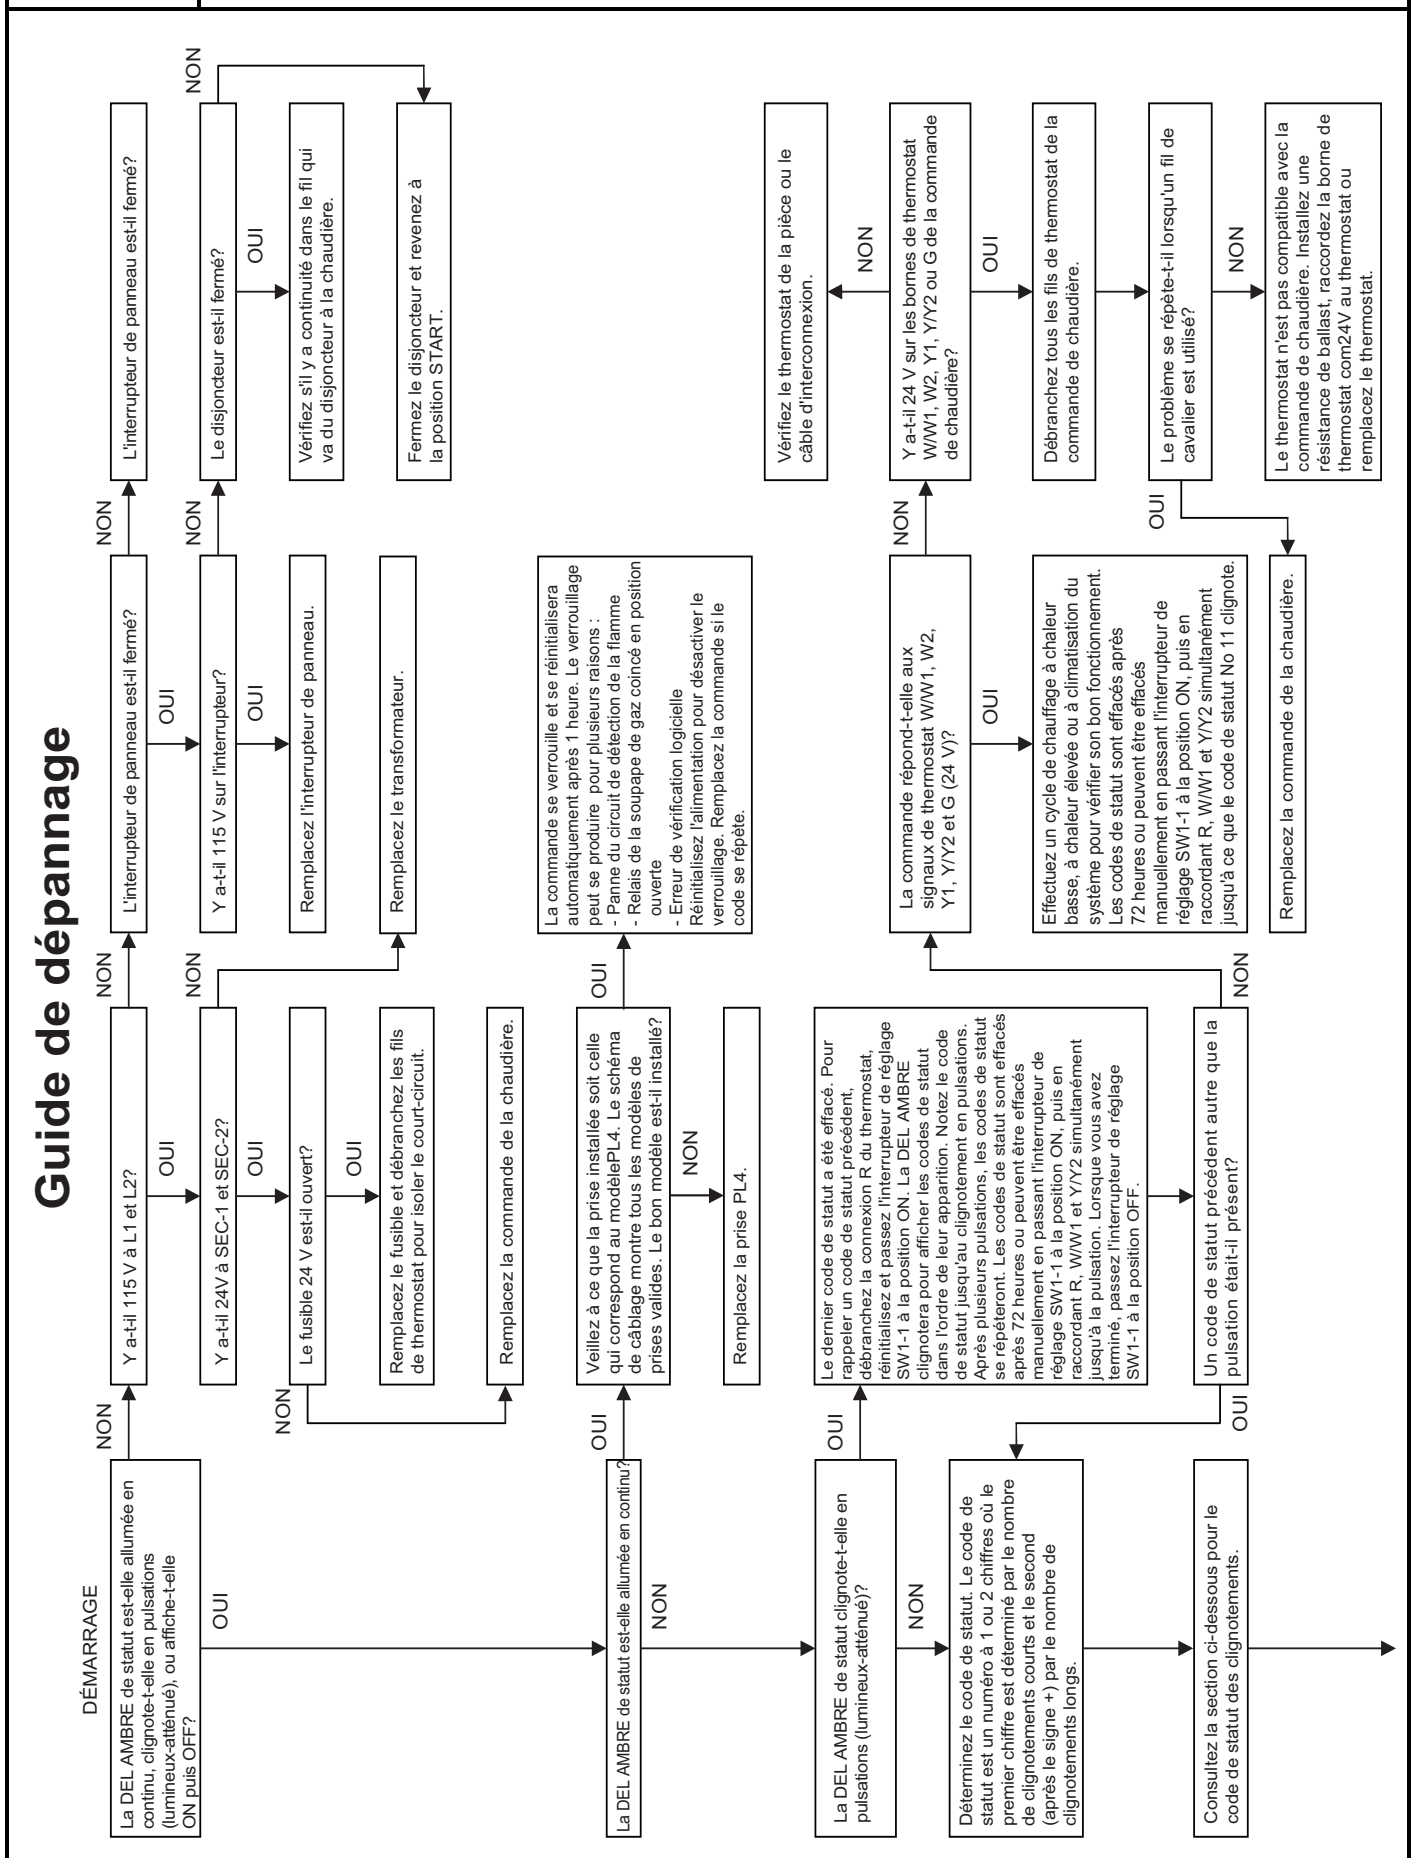 Guide de dépannage
DÉMARRAGE
La DEL AMBRE de statut est-elle allumée en
continu, clignote-t-elle en pulsations
(lumineux-atténué), ou affiche-t-elle
ON puis OFF?
NON
OUI
Y a-t-il 115 V à L1 et L2?
NON
OUI
L'interrupteur de panneau est-il fermé?
NON
OUI
L'interrupteur de panneau est-il fermé?
Y a-t-il 24V à SEC-1 et SEC-2?
NON
OUI
Y a-t-il 115 V sur l'interrupteur?
NON
OUI
Le disjoncteur est-il fermé?
NON
OUI
Le fusible 24 V est-il ouvert?
NON
OUI
Remplacez l'interrupteur de panneau.
Vérifiez s'il y a continuité dans le fil qui
va du disjoncteur à la chaudière.
Remplacez le fusible et débranchez les fils
de thermostat pour isoler le court-circuit.
Remplacez le transformateur.
Fermez le disjoncteur et revenez à
la position START.
Remplacez la commande de la chaudière.
La DEL AMBRE de statut est-elle allumée en continu?
OUI
NON
Veillez à ce que la prise installée soit celle
qui correspond au modèlePL4. Le schéma
de câblage montre tous les modèles de
prises valides. Le bon modèle est-il installé?
OUI
NON
La commande se verrouille et se réinitialisera
automatiquement après 1 heure. Le verrouillage
peut se produire pour plusieurs raisons :
- Panne du circuit de détection de la flamme
- Relais de la soupape de gaz coincé en position
ouverte
- Erreur de vérification logicielle
Réinitialisez l'alimentation pour désactiver le
verrouillage. Remplacez la commande si le
code se répète.
Remplacez la prise PL4.
La DEL AMBRE de statut clignote-t-elle en
pulsations (lumineux-atténué)?
OUI
NON
Le dernier code de statut a été effacé. Pour
rappeler un code de statut précédent,
débranchez la connexion R du thermostat,
réinitialisez et passez l'interrupteur de réglage
SW1-1 à la position ON. La DEL AMBRE
clignotera pour afficher les codes de statut
dans l'ordre de leur apparition. Notez le code
de statut jusqu'au clignotement en pulsations.
Après plusieurs pulsations, les codes de statut
se répéteront. Les codes de statut sont effacés
après 72 heures ou peuvent être effacés
manuellement en passant l'interrupteur de
réglage SW1-1 à la position ON, puis en
raccordant R, W/W1 et Y/Y2 simultanément
jusqu'à la pulsation. Lorsque vous avez
terminé, passez l'interrupteur de réglage
SW1-1 à la position OFF.
Déterminez le code de statut. Le code de
statut est un numéro à 1 ou 2 chiffres où le
premier chiffre est déterminé par le nombre
de clignotements courts et le second
(après le signe +) par le nombre de
clignotements longs.
Un code de statut précédent autre que la
pulsation était-il présent?
OUI
NON
Consultez la section ci-dessous pour le
code de statut des clignotements.
La commande répond-t-elle aux
signaux de thermostat W/W1, W2,
Y1, Y/Y2 et G (24 V)?
NON
OUI
Effectuez un cycle de chauffage à chaleur
basse, à chaleur élevée ou à climatisation du
système pour vérifier son bon fonctionnement.
Les codes de statut sont effacés après
72 heures ou peuvent être effacés
manuellement en passant l'interrupteur de
réglage SW1-1 à la position ON, puis en
raccordant R, W/W1 et Y/Y2 simultanément
jusqu'à ce que le code de statut No 11 clignote.
Remplacez la commande de la chaudière.
Vérifiez le thermostat de la pièce ou le
câble d'interconnexion.
NON
Y a-t-il 24 V sur les bornes de thermostat
W/W1, W2, Y1, Y/Y2 ou G de la commande
de chaudière?
OUI
Débranchez tous les fils de thermostat de la
commande de chaudière.
Le problème se répète-t-il lorsqu'un fil de
cavalier est utilisé?
OUI
NON
Le thermostat n'est pas compatible avec la
commande de chaudière. Installez une
résistance de ballast, raccordez la borne de
thermostat com24V au thermostat ou
remplacez le thermostat.